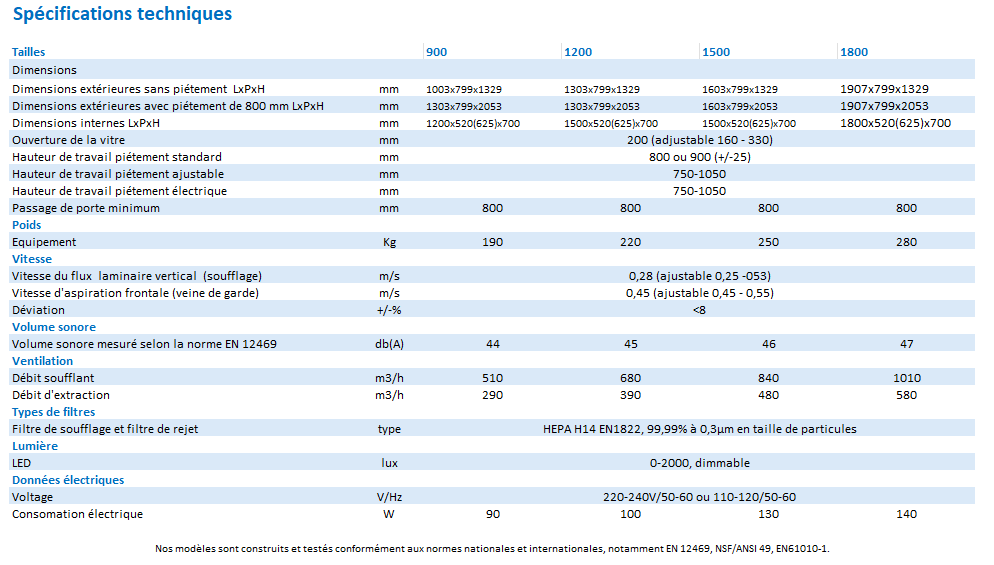 Spécifications techniques
Tailles 900 1200 1500 1800
Dimensions
Dimensions extérieures sans piétement LxPxH mm 1003x799x1329 1303x799x1329 1603x799x1329 1907x799x1329
Dimensions extérieures avec piétement de 800 mm LxPxH mm 1303x799x2053 1303x799x2053 1603x799x2053 1907x799x2053
Dimensions internes LxPxH mm 1200x520(625)x700 1500x520(625)x700 1500x520(625)x700 1800x520(625)x700
Ouverture de la vitre mm 200 (adjustable 160 - 330)
Hauteur de travail piétement standard mm 800 ou 900 (+/-25)
Hauteur de travail piétement ajustable mm 750-1050
Hauteur de travail piétement électrique mm 750-1050
Passage de porte minimum mm 800 800 800 800
Poids
Equipement Kg 190 220 250 280
Vitesse
Vitesse du flux laminaire vertical (soufflage) m/s 0,28 (ajustable 0,25 -053)
Vitesse d'aspiration frontale (veine de garde) m/s 0,45 (ajustable 0,45 - 0,55)
Déviation +/-% <8
Volume sonore
Volume sonore mesuré selon la norme EN 12469 db(A) 44 45 46 47
Ventilation
Débit soufflant m3/h 510 680 840 1010
Débit d'extraction m3/h 290 390 480 580
Types de filtres
Filtre de soufflage et filtre de rejet type HEPA H14 EN1822, 99,99% à 0,3µm en taille de particules
Lumière
LED lux 0-2000, dimmable
Données électriques
Voltage V/Hz 220-240V/50-60 ou 110-120/50-60
Consomation électrique W 90 100 130 140
Nos modèles sont construits et testés conformément aux normes nationales et internationales, notamment EN 12469, NSF/ANSI 49, EN61010-1.